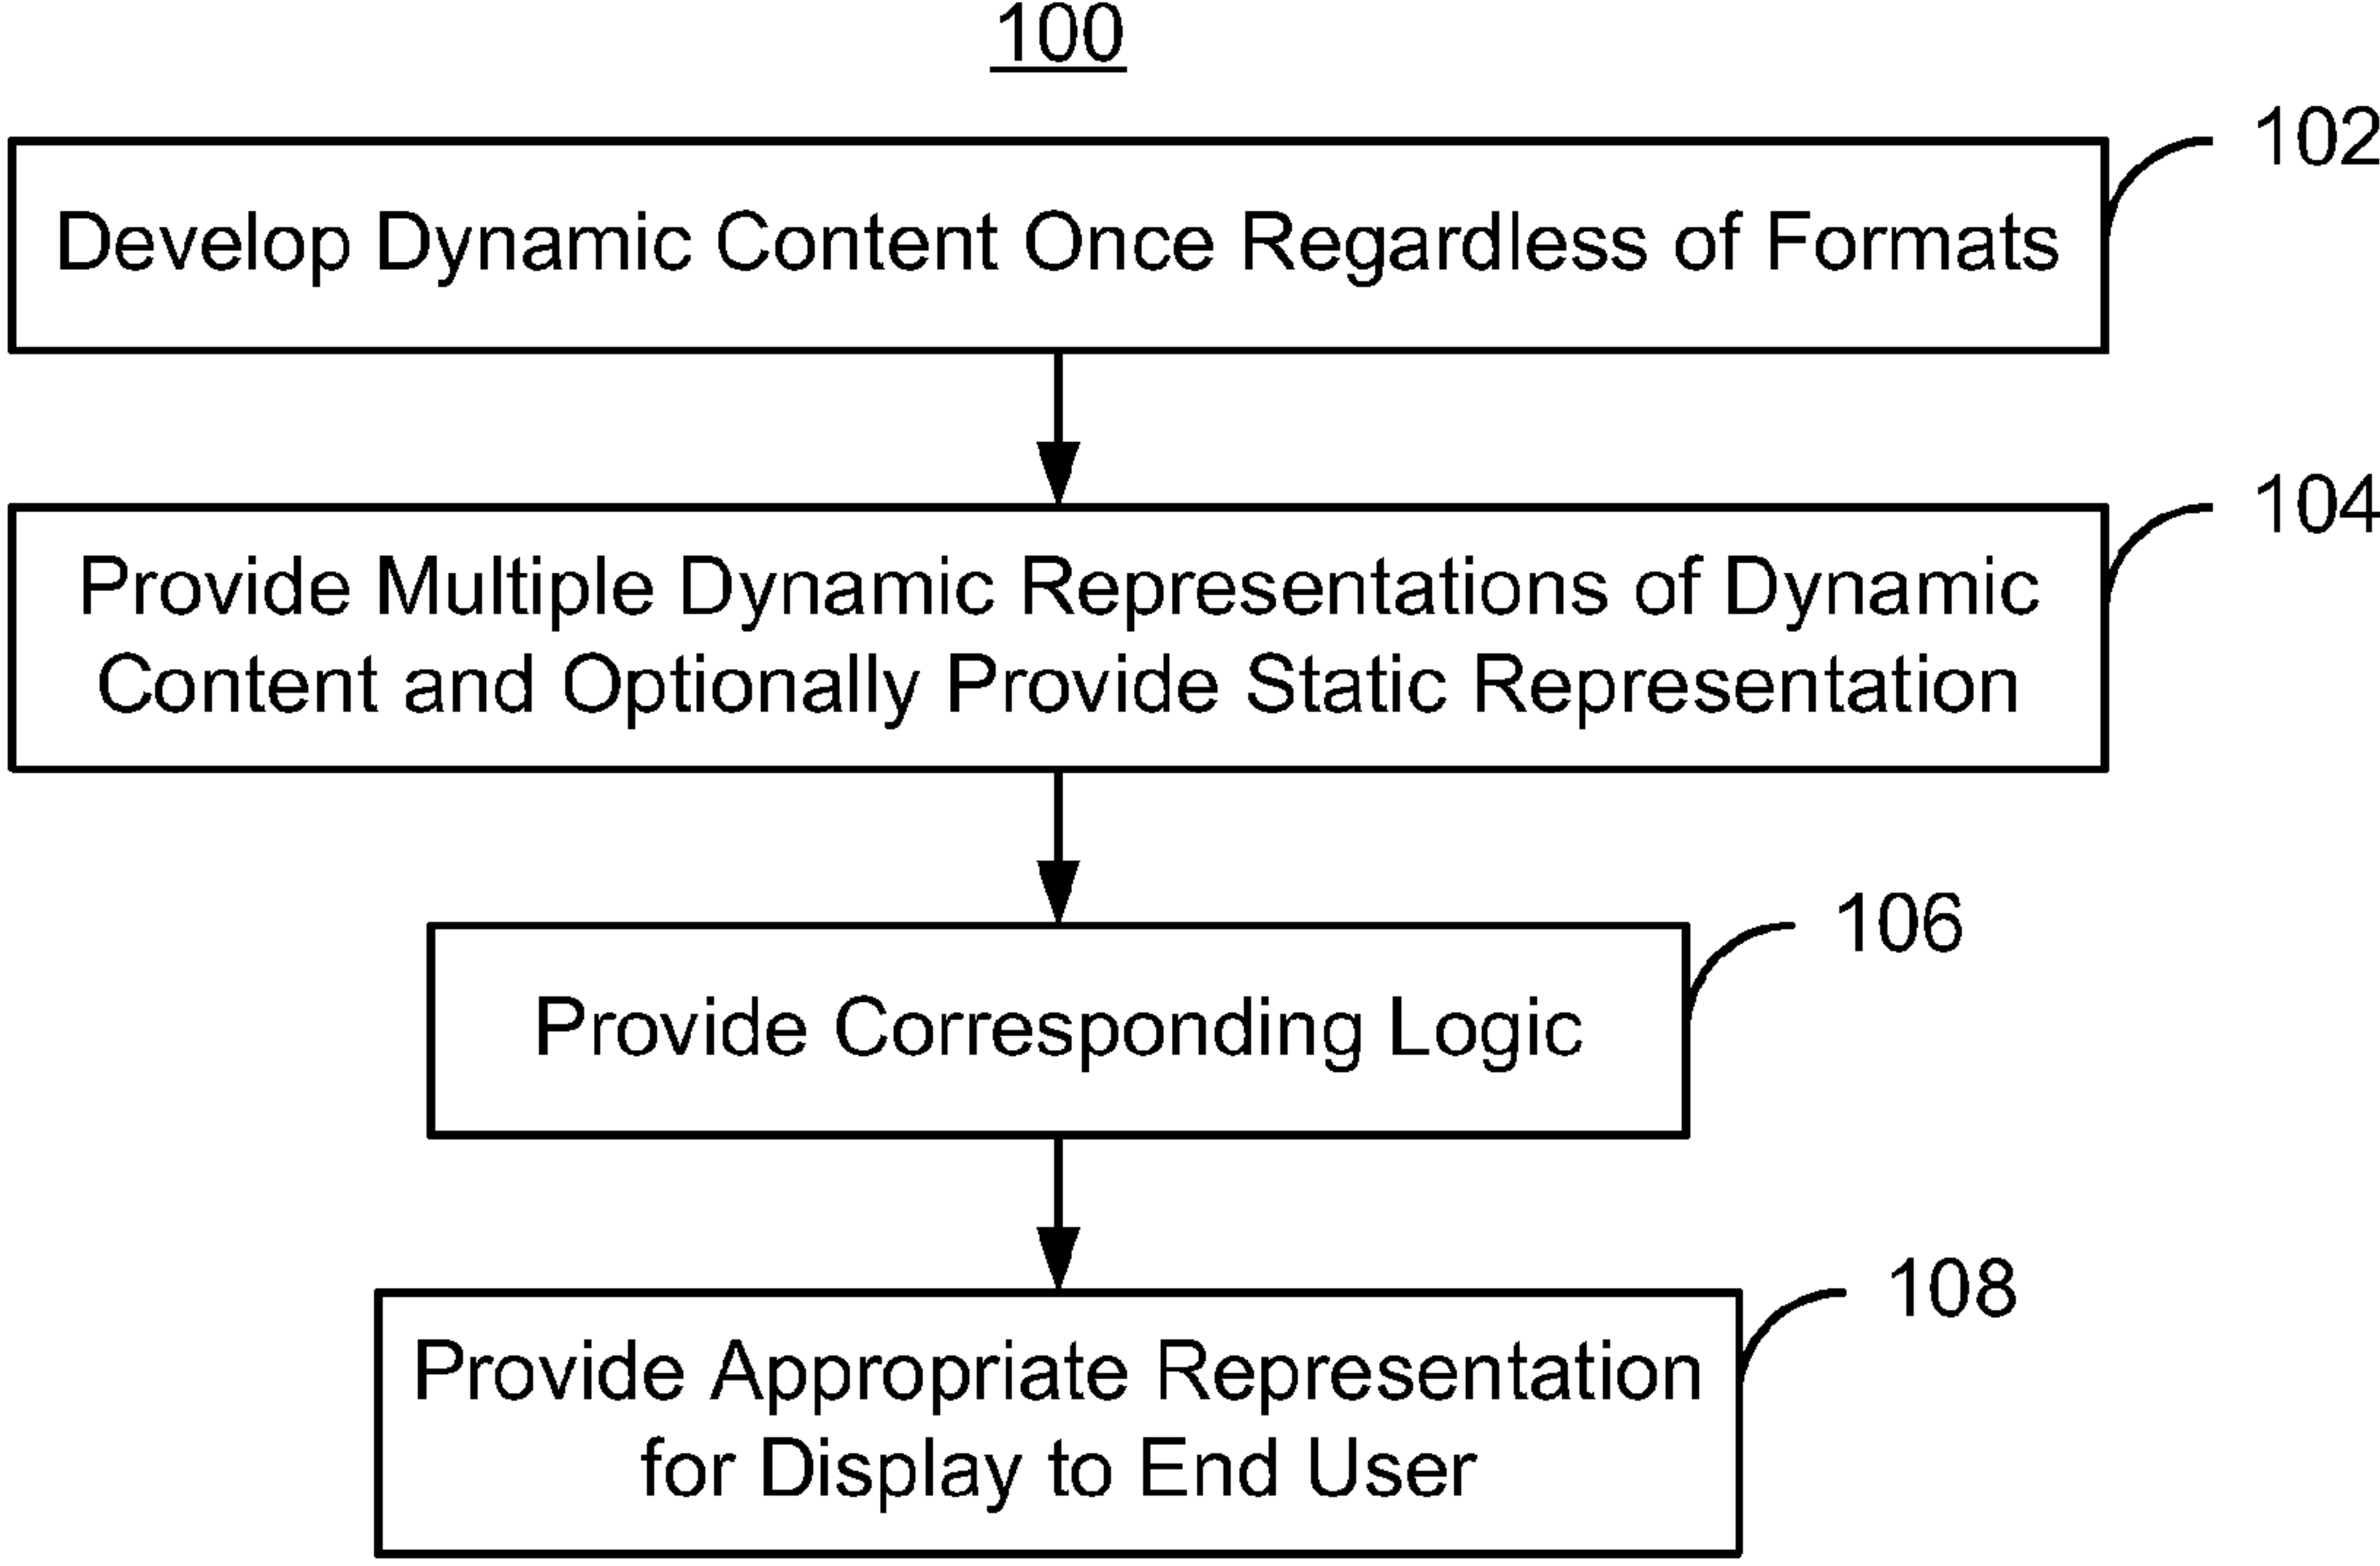 100
102
Develop Dynamic Content Once Regardless of Formats
104
Provide Multiple Dynamic Representations of Dynamic
Content and Optionally Provide Static Representation
106
Provide Corresponding Logic
108
Provide Appropriate Representation
for Display to End User